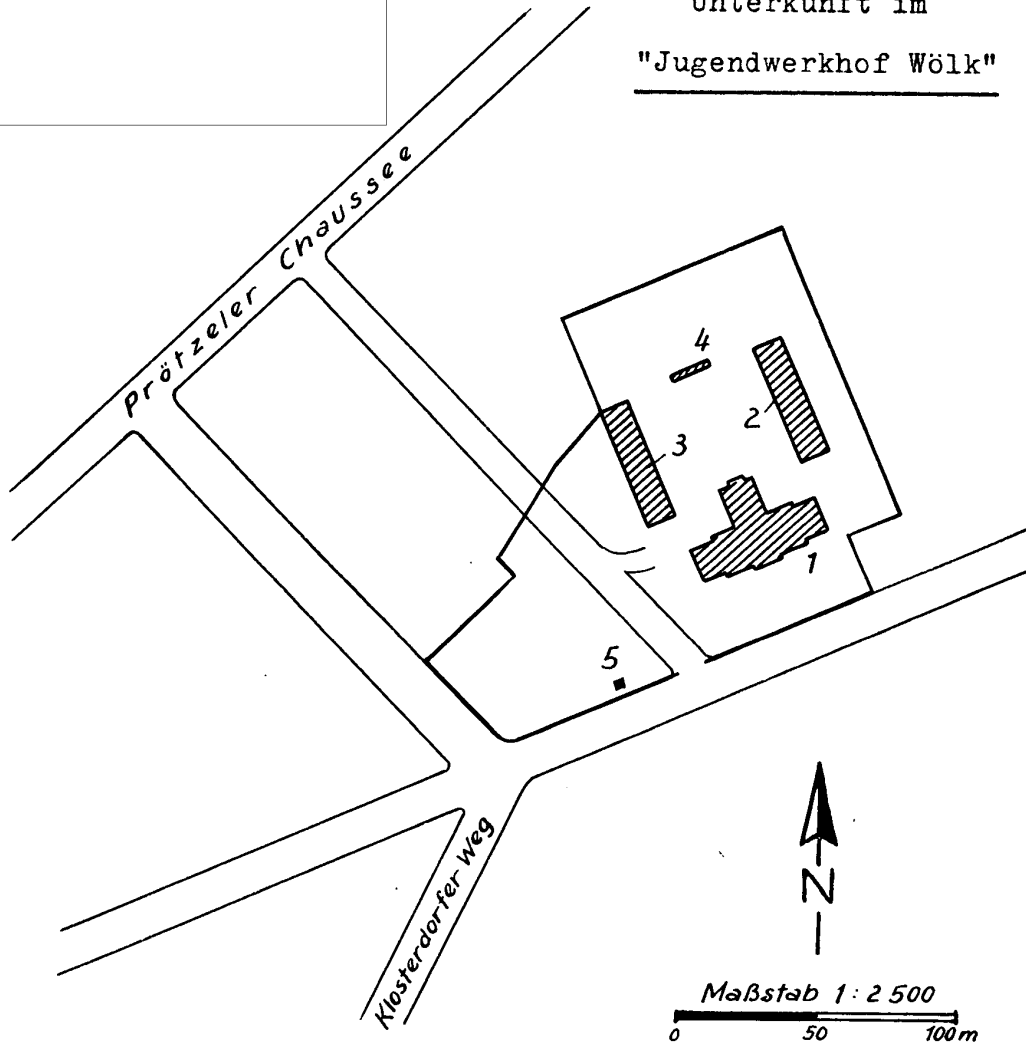 Unterkunft im
"Jugendwerkhof Wölk"
Prötzeler Chaussee
4
2
3
1
5
Klosterdorfer Weg
N
Maßstab 1:2 500
0 50 100m